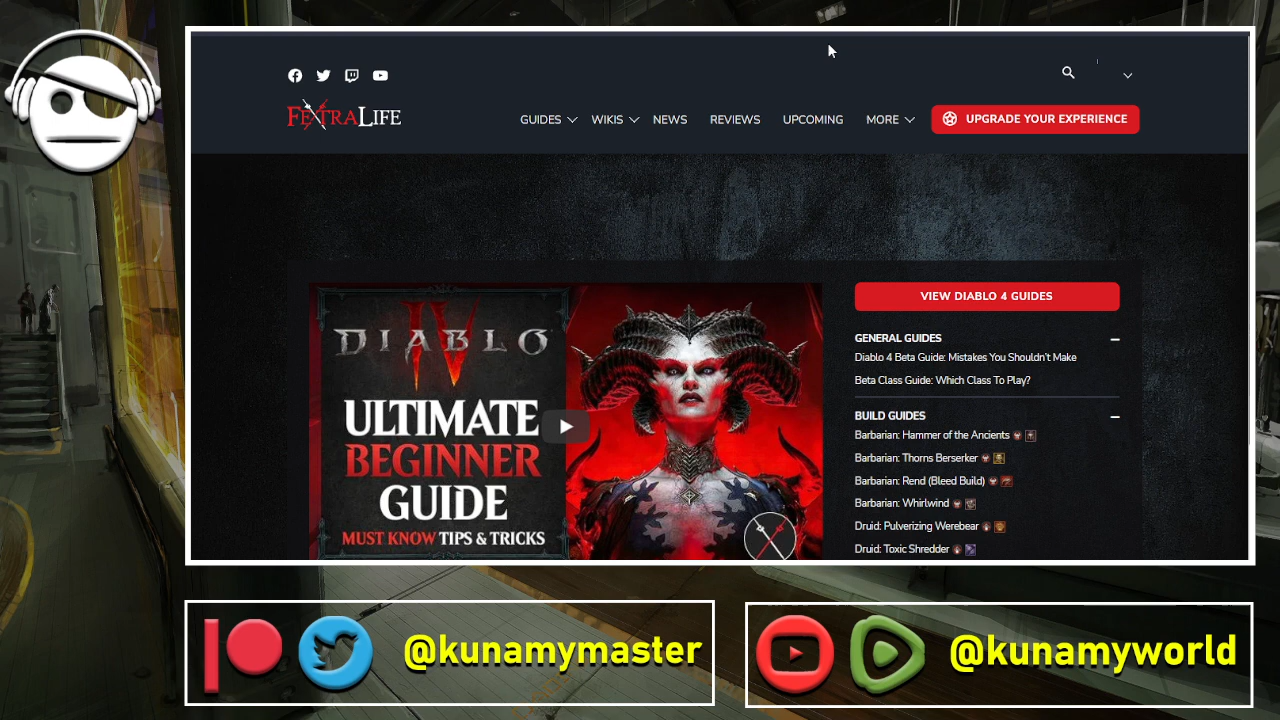 FEXTRALIFE
GUIDES WIKIS NEWS REVIEWS UPCOMING MORE UPGRADE YOUR EXPERIENCE
DIABLO
IV
ULTIMATE
BEGINNER
GUIDE
MUST KNOW TIPS & TRICKS
VIEW DIABLO 4 GUIDES
GENERAL GUIDES
Diablo 4 Beta Guide: Mistakes You Shouldn't Make
Beta Class Guide: Which Class To Play?
BUILD GUIDES
Barbarian: Hammer of the Ancients
Barbarian: Thorns Berserker
Barbarian: Rend (Bleed Build)
Barbarian: Whirlwind
Druid: Pulverizing Werebear
Druid: Toxic Shredder
@kunamymaster
@kunamyworld